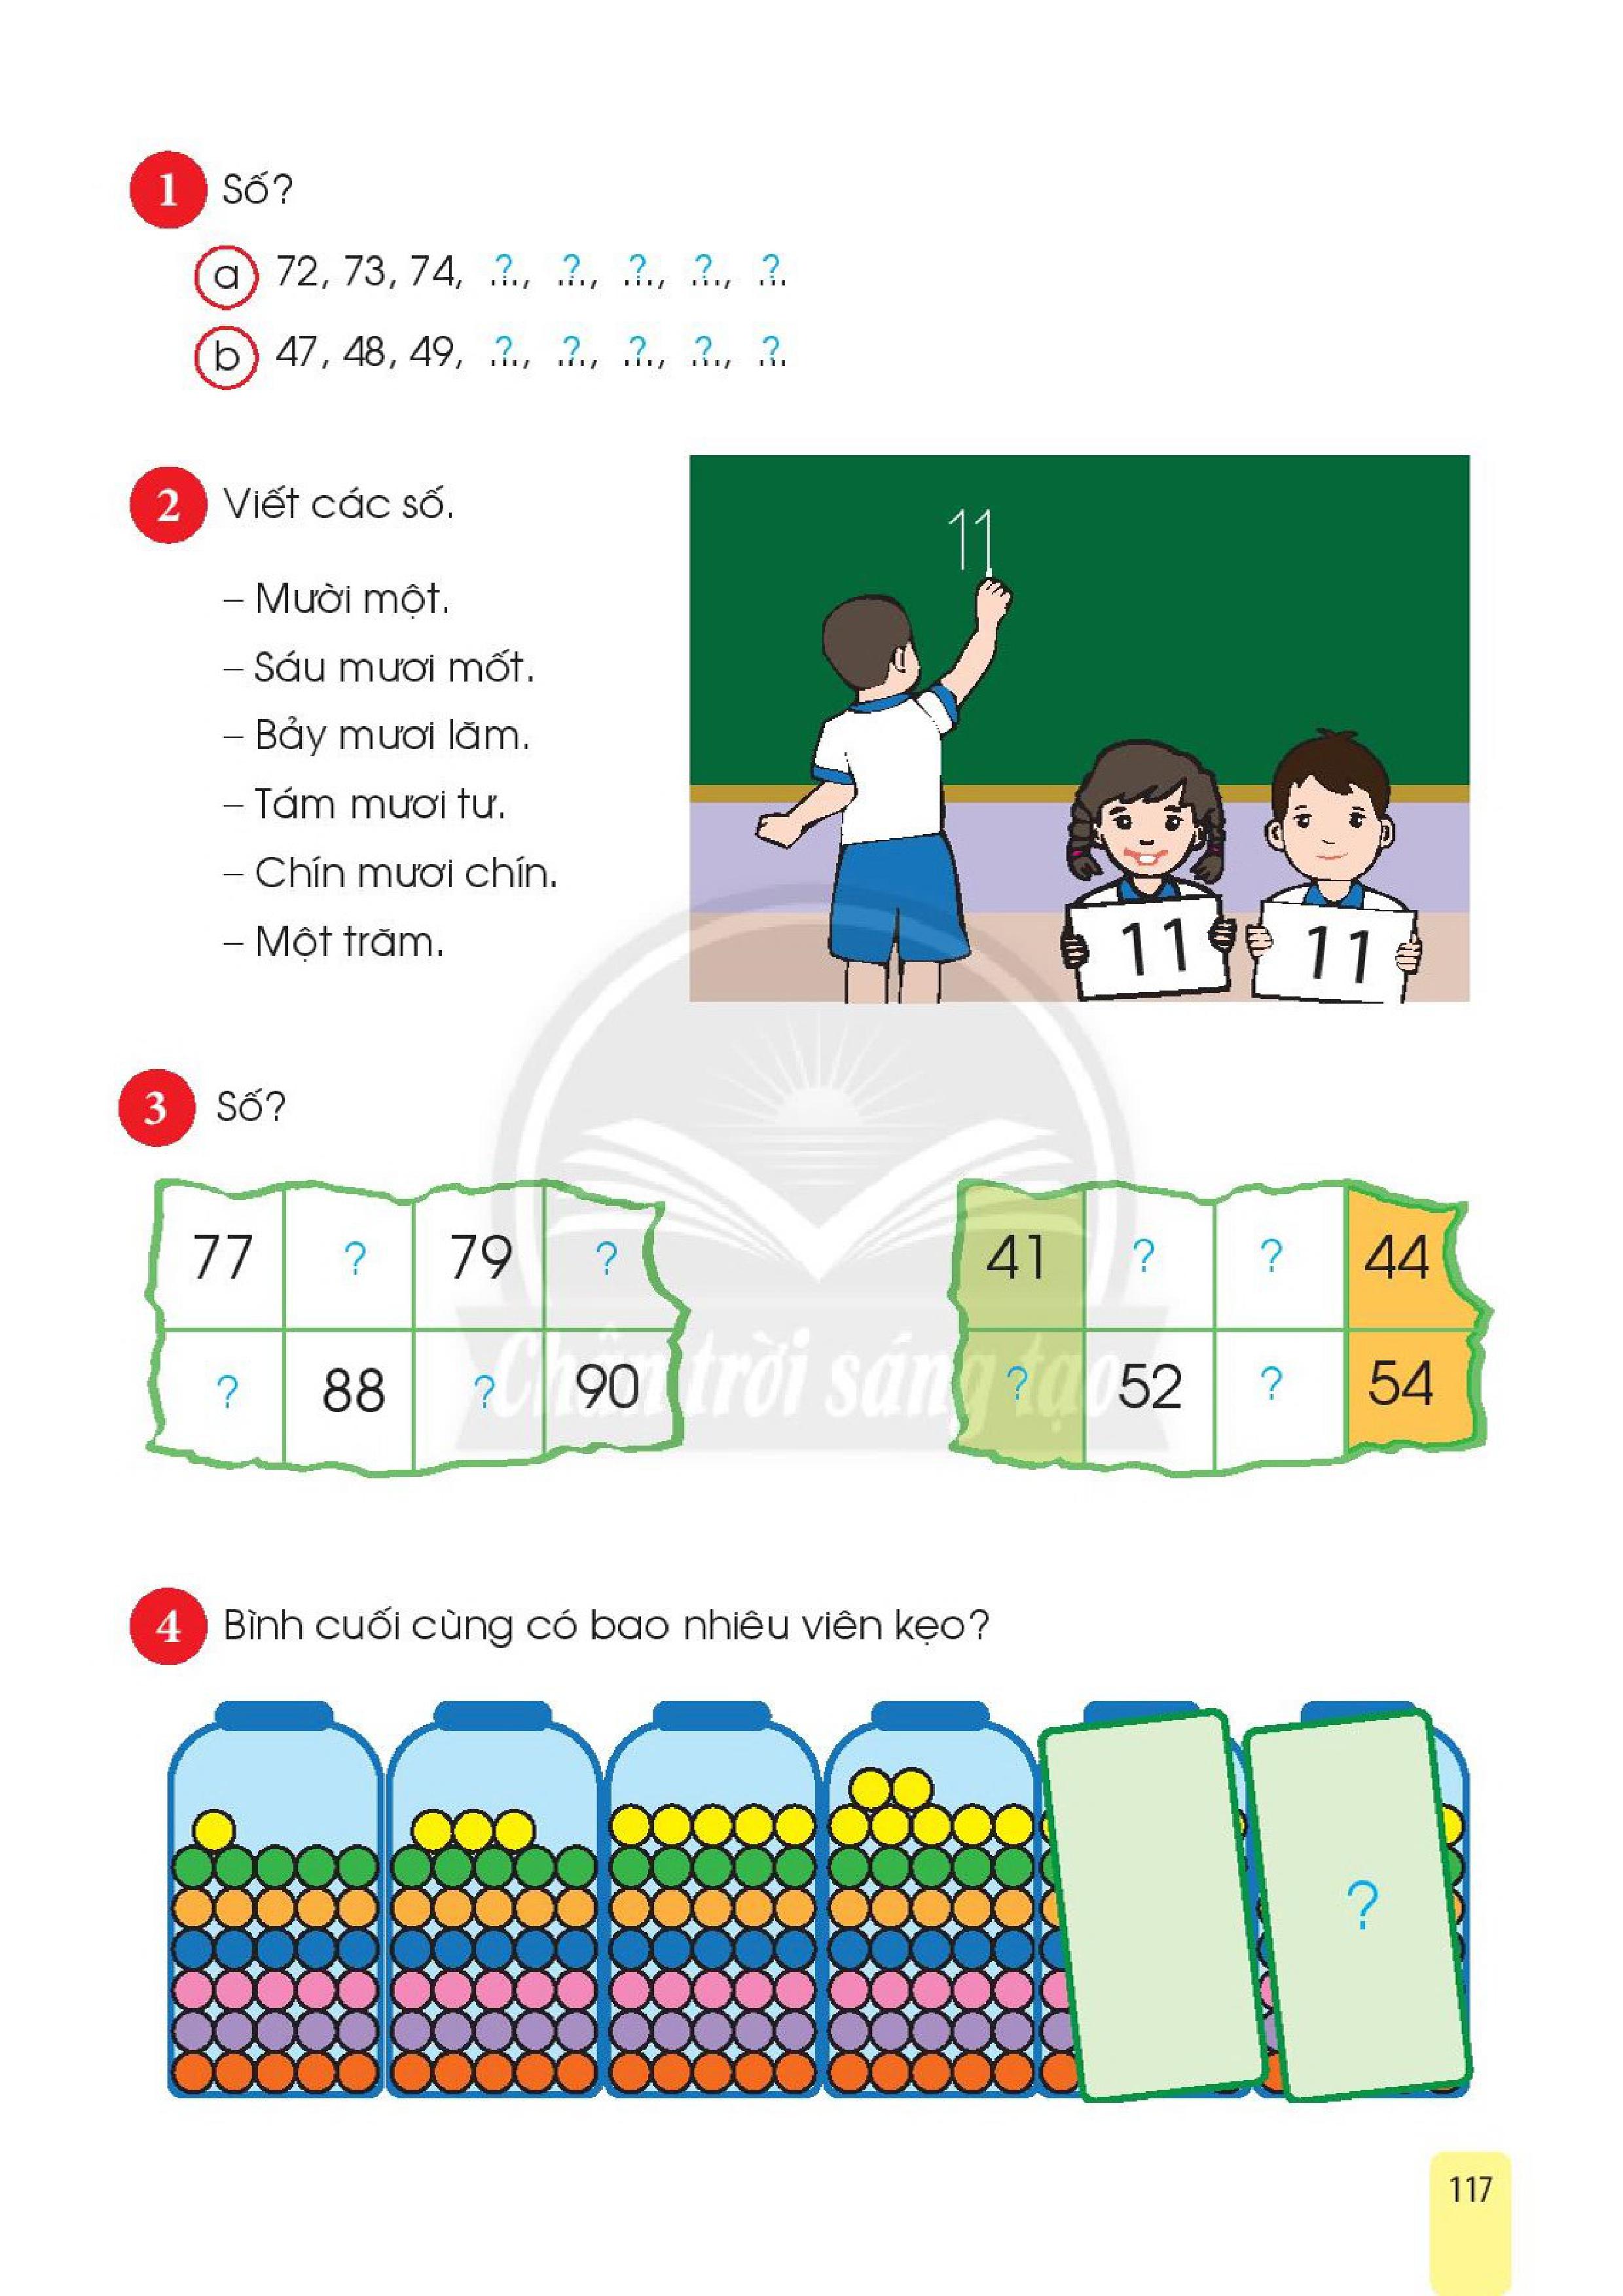 1 Số?
a 72, 73, 74, .?., .?., .?., .?., .?.
b 47, 48, 49, .?., .?., .?., .?., .?.
2 Viết các số.
11
– Mười một.
– Sáu mươi mốt.
– Bảy mươi lăm.
– Tám mươi tư.
– Chín mươi chín.
– Một trăm.
11 11
3 Số?
77 ? 79 ? 41 ? ? 44
? 88 ? 90 ? 52 ? 54
Chân trời sáng tạo
4 Bình cuối cùng có bao nhiêu viên kẹo?
?
117